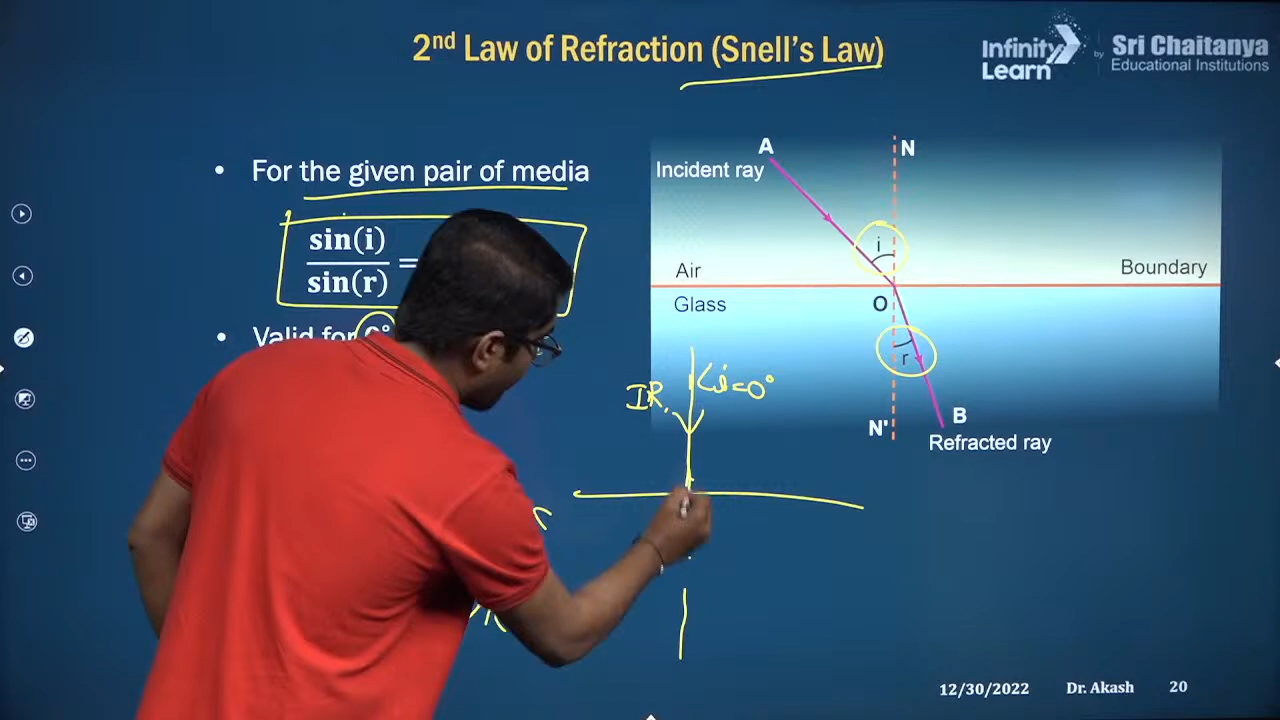 2nd Law of Refraction (Snell's Law)
Infinity Learn
by
Sri Chaitanya
Educational Institutions
• For the given pair of media
sin(i)
sin(r)
=
• Valid for 0°
A
Incident ray
N
i
Air
Boundary
Glass
O
r
N'
B
Refracted ray
I.R.
<i=0°
12/30/2022
Dr. Akash
20